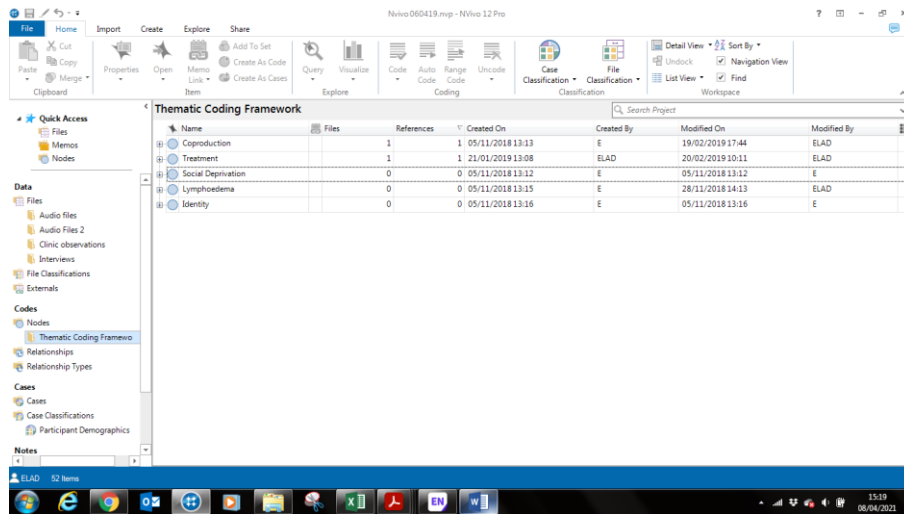 Nvivo 060419.nvp - NVivo 12 Pro
File Home Import Create Explore Share
Paste Cut Copy Merge
Clipboard
Properties Open Memo Link Add To Set Create As Code Create As Cases
Item
Query Visualize
Explore
Code Auto Code Range Code Uncode
Coding
Case Classification File Classification
Classification
Detail View Sort By
Undock Navigation View
List View Find
Workspace
Quick Access
Files
Memos
Nodes
Data
Files
Audio files
Audio Files 2
Clinic observations
Interviews
File Classifications
Externals
Codes
Nodes
Thematic Coding Framewo
Relationships
Relationship Types
Cases
Cases
Case Classifications
Participant Demographics
Notes
Thematic Coding Framework
Search Project
Name Files References Created On Created By Modified On Modified By
Coproduction 1 1 05/11/2018 13:13 E 19/02/2019 17:44 ELAD
Treatment 1 1 21/01/2019 13:08 ELAD 20/02/2019 10:11 ELAD
Social Deprivation 0 0 05/11/2018 13:12 E 05/11/2018 13:12 E
Lymphoedema 0 0 05/11/2018 13:15 E 28/11/2018 14:13 ELAD
Identity 0 0 05/11/2018 13:16 E 05/11/2018 13:16 E
ELAD 52 Items
EN
15:19
08/04/2021